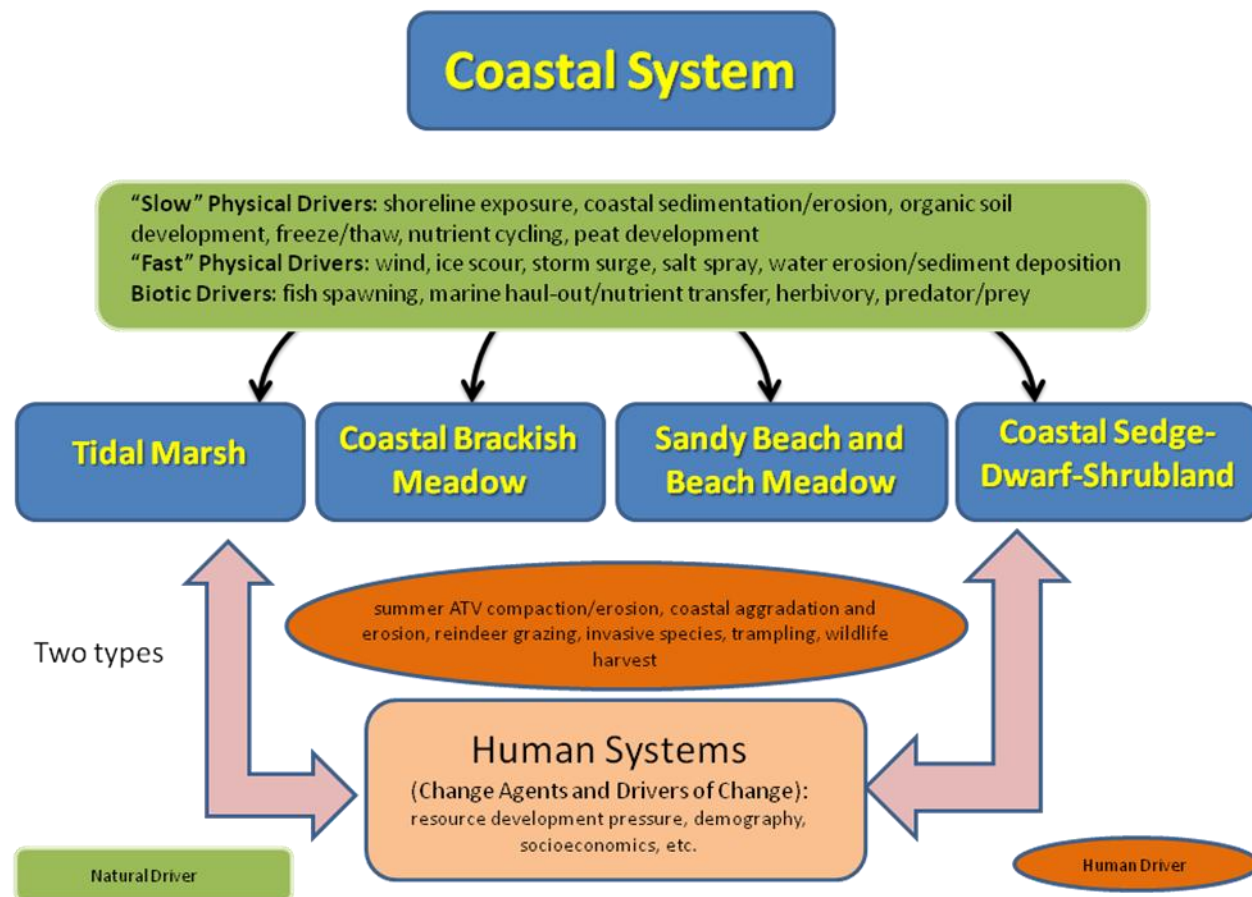 Coastal System
“Slow” Physical Drivers: shoreline exposure, coastal sedimentation/erosion, organic soil
development, freeze/thaw, nutrient cycling, peat development
“Fast” Physical Drivers: wind, ice scour, storm surge, salt spray, water erosion/sediment deposition
Biotic Drivers: fish spawning, marine haul-out/nutrient transfer, herbivory, predator/prey
Tidal Marsh
Coastal Brackish
Meadow
Sandy Beach and
Beach Meadow
Coastal Sedge-
Dwarf-Shrubland
summer ATV compaction/erosion, coastal aggradation and
erosion, reindeer grazing, invasive species, trampling, wildlife
harvest
Two types
Human Systems
(Change Agents and Drivers of Change):
resource development pressure, demography,
socioeconomics, etc.
Natural Driver
Human Driver